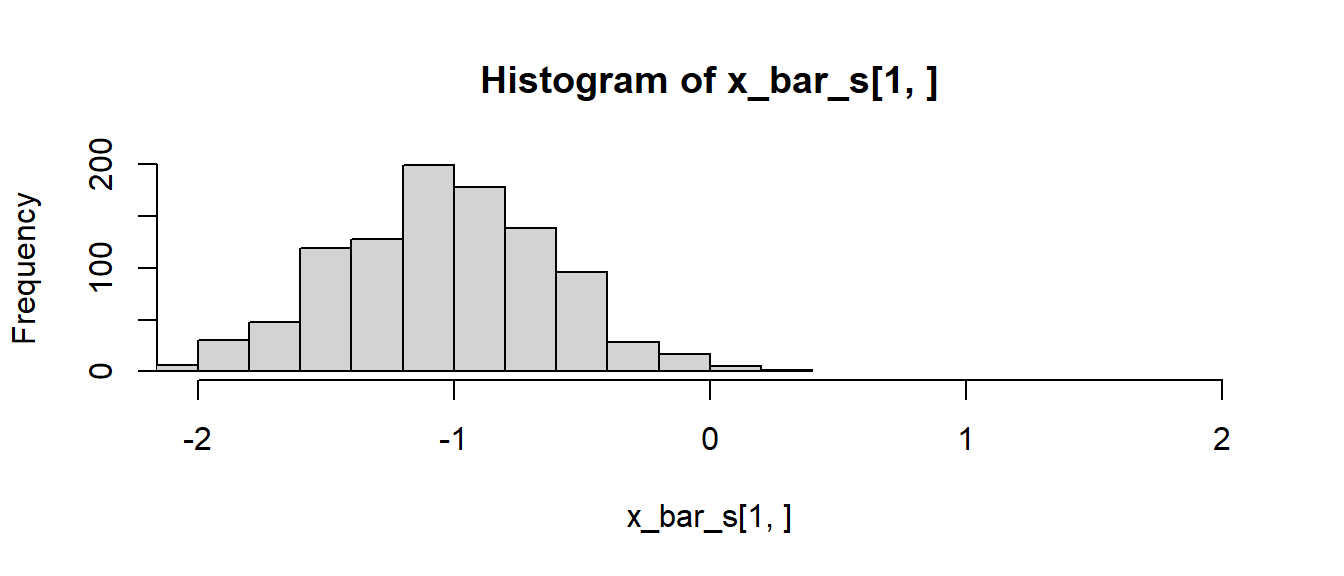 Histogram of x_bar_s[1, ]
Frequency
200
100
0
-2 -1 0 1 2
x_bar_s[1, ]